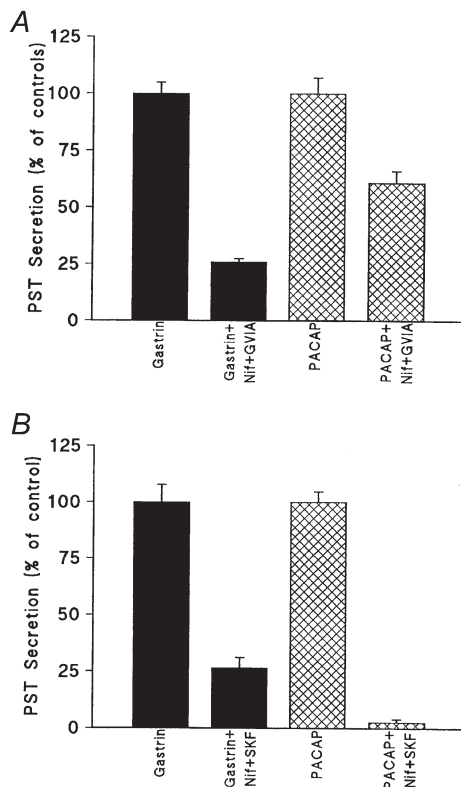 A
PST Secretion (% of controls)
125
100
75
50
25
0
Gastrin
Gastrin+
Nif+GVIA
PACAP
PACAP+
Nif+GVIA
B
PST Secretion (% of control)
125
100
75
50
25
0
Gastrin
Gastrin+
Nif+SKF
PACAP
PACAP+
Nif+SKF